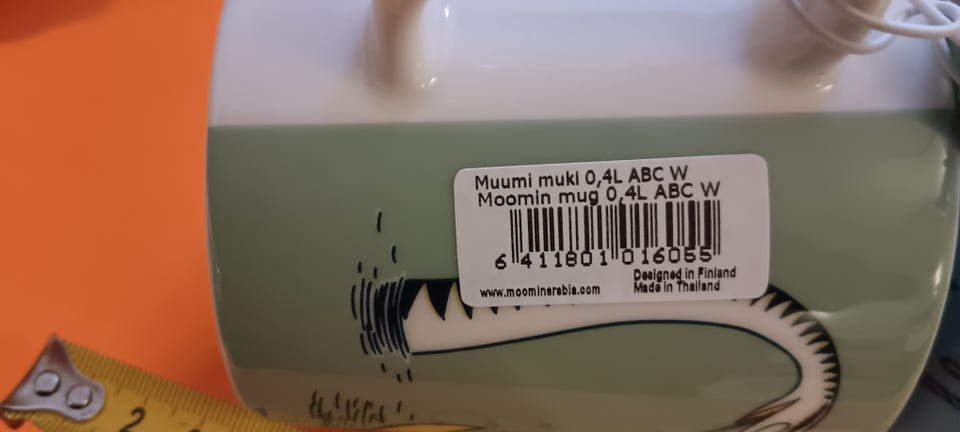 Muumi muki 0,4L ABC W
Moomin mug 0,4L ABC W
6 411801 016055
Designed in Finland
www.moominarabia.com Made in Thailand
2